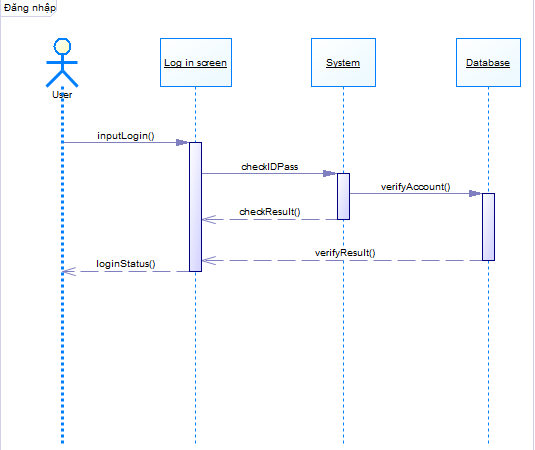 Đăng nhập
Log in screen
System
Database
User
inputLogin()
checkIDPass
verifyAccount()
checkResult()
verifyResult()
loginStatus()